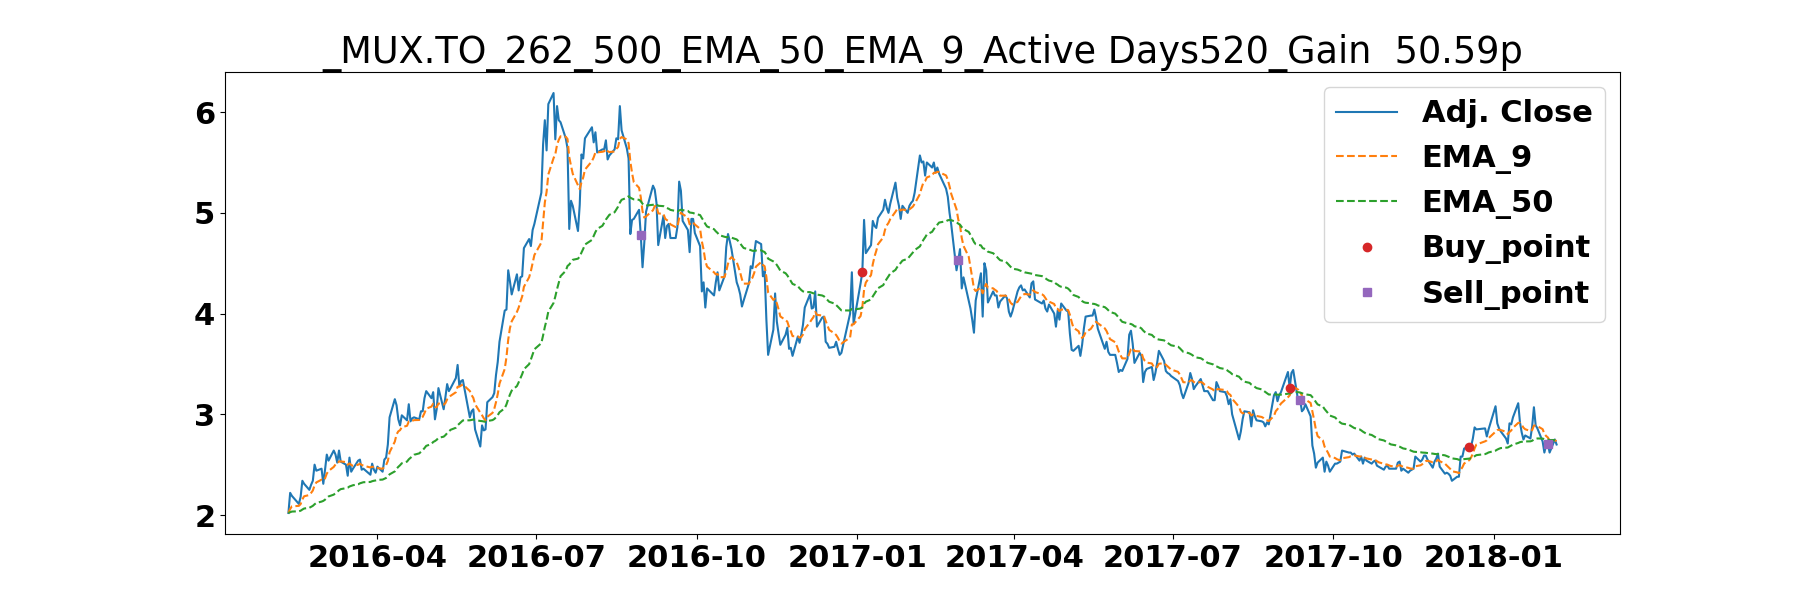 _MUX.TO_262_500_EMA_50_EMA_9_Active Days520_Gain  50.59p
6
5
4
3
2
Adj. Close
EMA_9
EMA_50
Buy_point
Sell_point
2016-04 2016-07 2016-10 2017-01 2017-04 2017-07 2017-10 2018-01